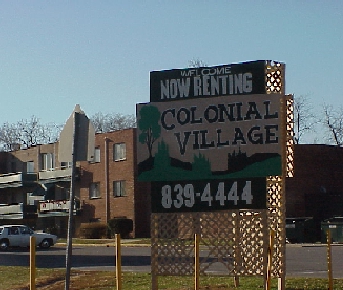 WELCOME
NOW RENTING
COLONIAL
VILLAGE
839-4444